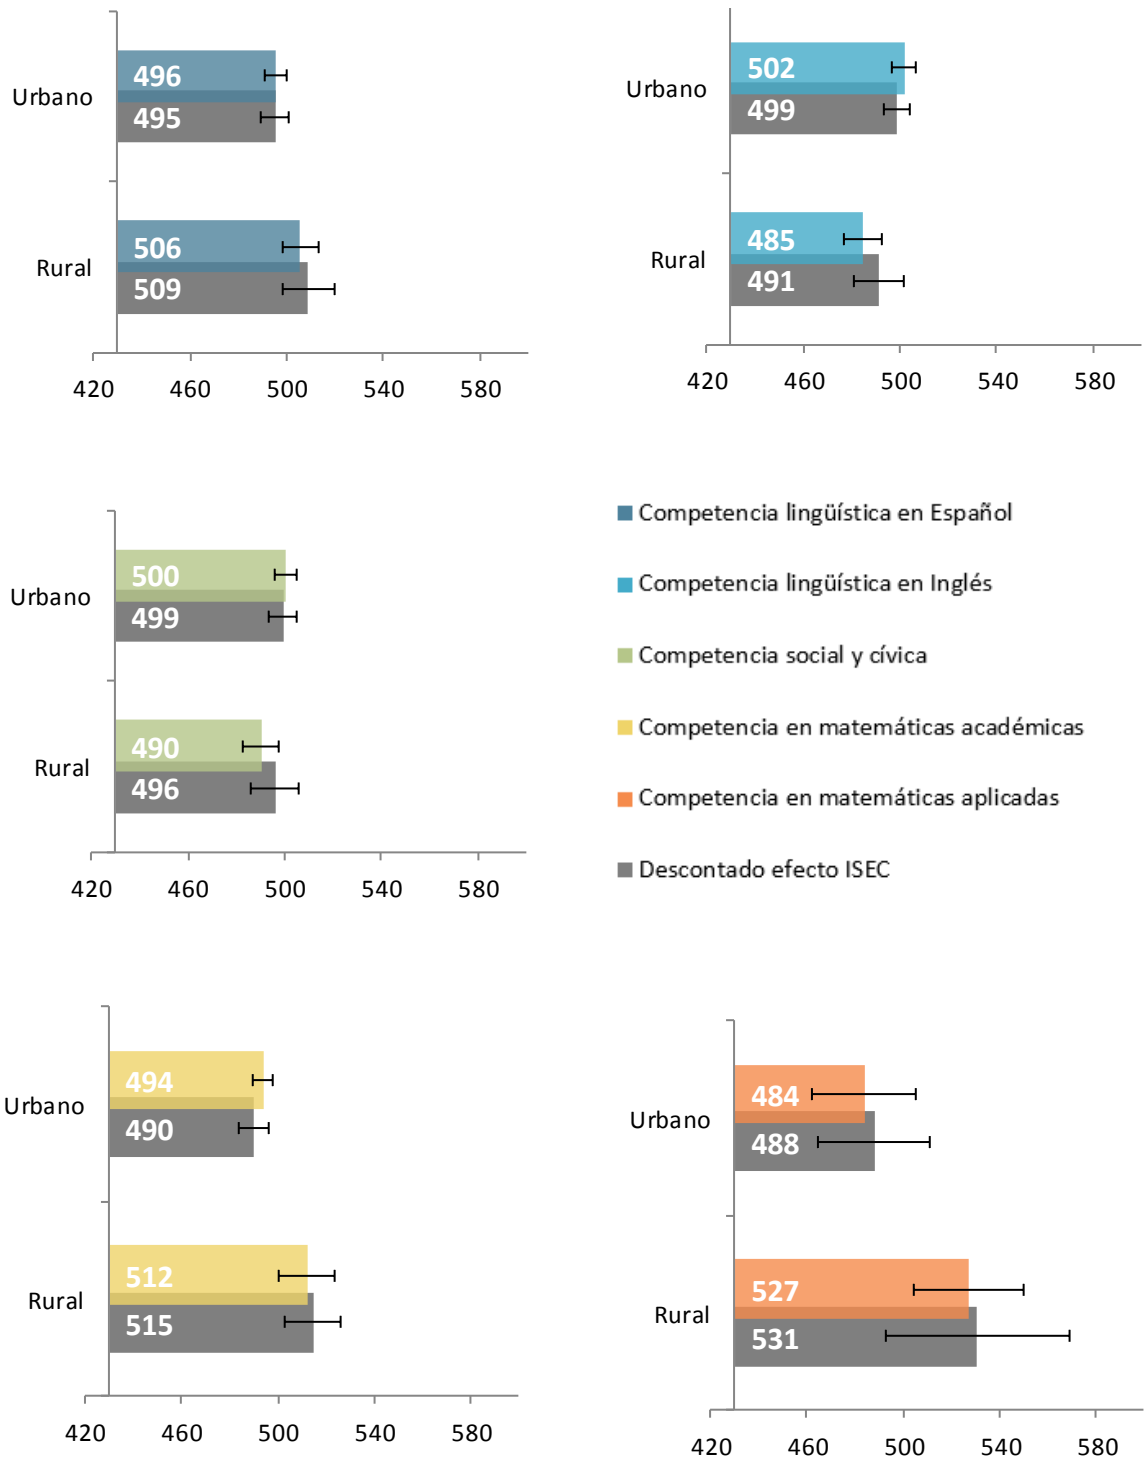 496
Urbano
495
506
Rural
509
420 460 500 540 580
502
Urbano
499
485
Rural
491
420 460 500 540 580
500
Urbano
499
490
Rural
496
420 460 500 540 580
Competencia lingüística en Español
Competencia lingüística en Inglés
Competencia social y cívica
Competencia en matemáticas académicas
Competencia en matemáticas aplicadas
Descontado efecto ISEC
494
Urbano
490
512
Rural
515
420 460 500 540 580
484
Urbano
488
527
Rural
531
420 460 500 540 580